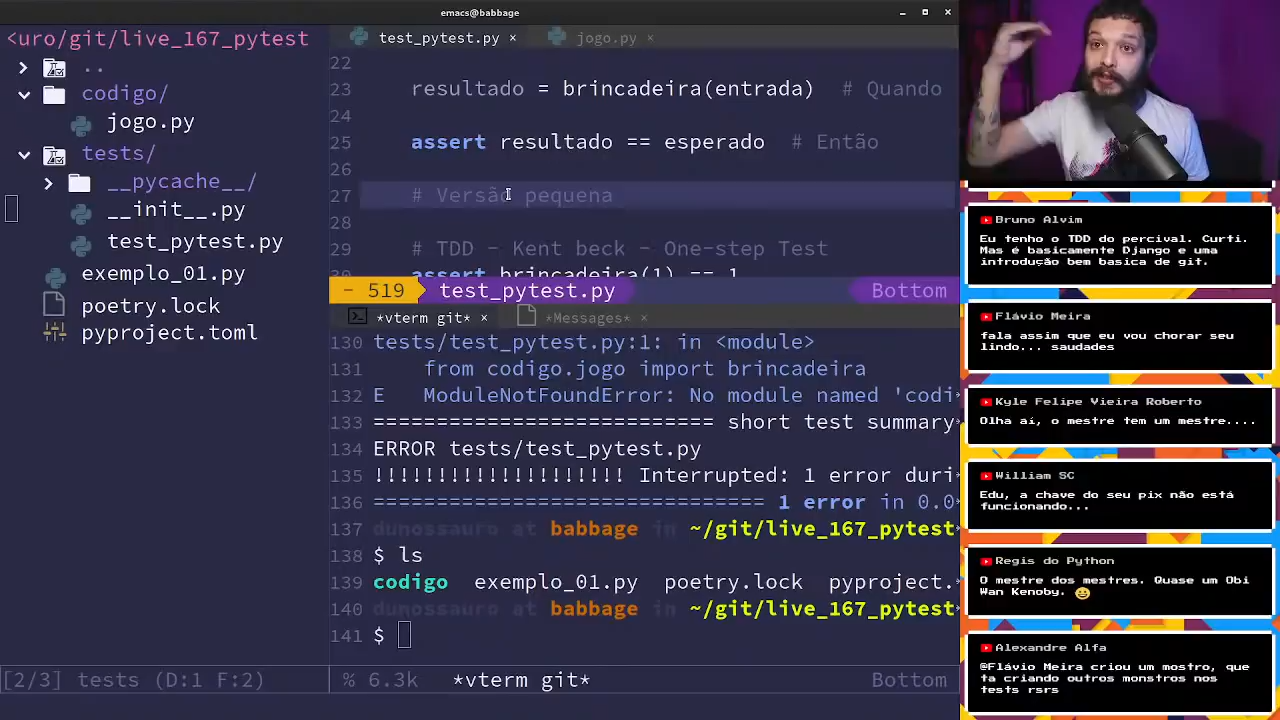 emacs@babbage
<uro/git/live_167_pytest
..
codigo/
jogo.py
tests/
__pycache__/
__init__.py
test_pytest.py
exemplo_01.py
poetry.lock
pyproject.toml
[2/3] tests (D:1 F:2)
test_pytest.py ×
jogo.py ×
22
23 resultado = brincadeira(entrada) # Quando
24
25 assert resultado == esperado # Então
26
27 # Versão pequena
28
29 # TDD - Kent beck - One-step Test
30 assert brincadeira(1) == 1
- 519 test_pytest.py Bottom
*vterm git* × *Messages* ×
130 tests/test_pytest.py:1: in <module>
131 from codigo.jogo import brincadeira
132 E ModuleNotFoundError: No module named 'codi
133 =========================== short test summary
134 ERROR tests/test_pytest.py
135 !!!!!!!!!!!!!!!!!!!! Interrupted: 1 error duri
136 ============================== 1 error in 0.0
137 dunossauro at babbage in ~/git/live_167_pytest
138 $ ls
139 codigo exemplo_01.py poetry.lock pyproject.
140 dunossauro at babbage in ~/git/live_167_pytest
141 $
% 6.3k *vterm git* Bottom
Bruno Alvim
Eu tenho o TDD do percival. Curti.
Mas é basicamente Django e uma
introdução bem basica de git.
Flávio Meira
fala assim que eu vou chorar seu
lindo... saudades
Kyle Felipe Vieira Roberto
Olha aí, o mestre tem um mestre....
William SC
Edu, a chave do seu pix não está
funcionando...
Regis do Python
O mestre dos mestres. Quase um Obi
Wan Kenoby. 😀
Alexandre Alfa
@Flávio Meira criou um mostro, que
ta criando outros monstros nos
tests rsrs